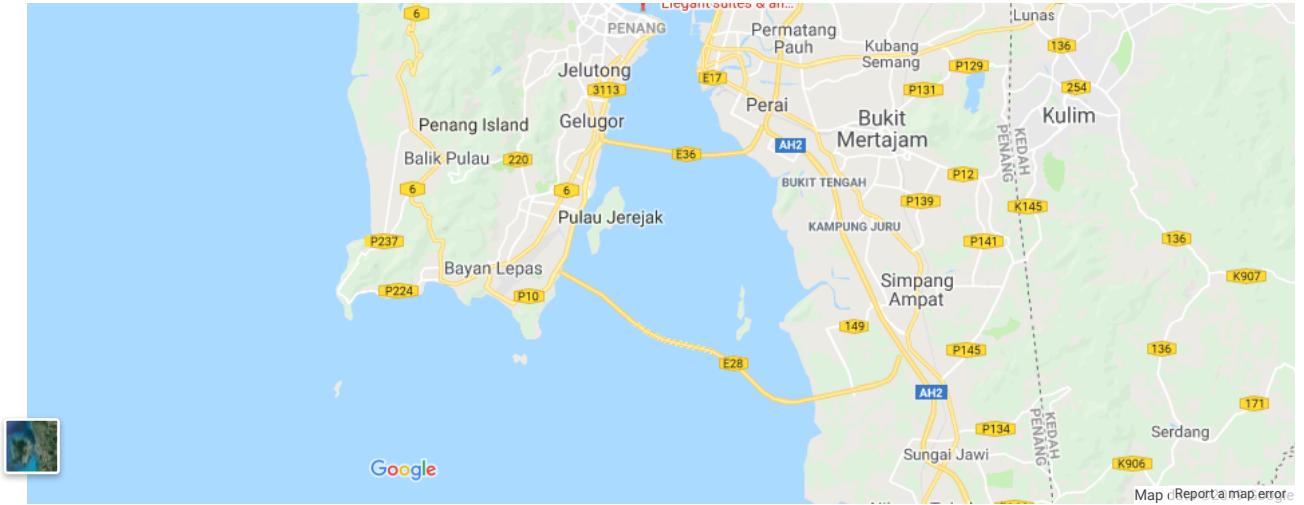 6
Elegant suites & an...
PENANG
Lunas
Permatang
Pauh
Kubang
Semang
136
P129
Jelutong
E17
254
3113
P131
Perai
Kulim
Bukit
Mertajam
Penang Island
Gelugor
KEDAH
PENANG
AH2
E36
Balik Pulau
220
P12
BUKIT TENGAH
6
6
P139
K145
Pulau Jerejak
KAMPUNG JURU
P237
P141
136
Bayan Lepas
K907
Simpang
Ampat
P224
P10
149
P145
136
E28
AH2
171
KEDAH
PENANG
P134
Serdang
Sungai Jawi
K906
Google
Map
Report a map error